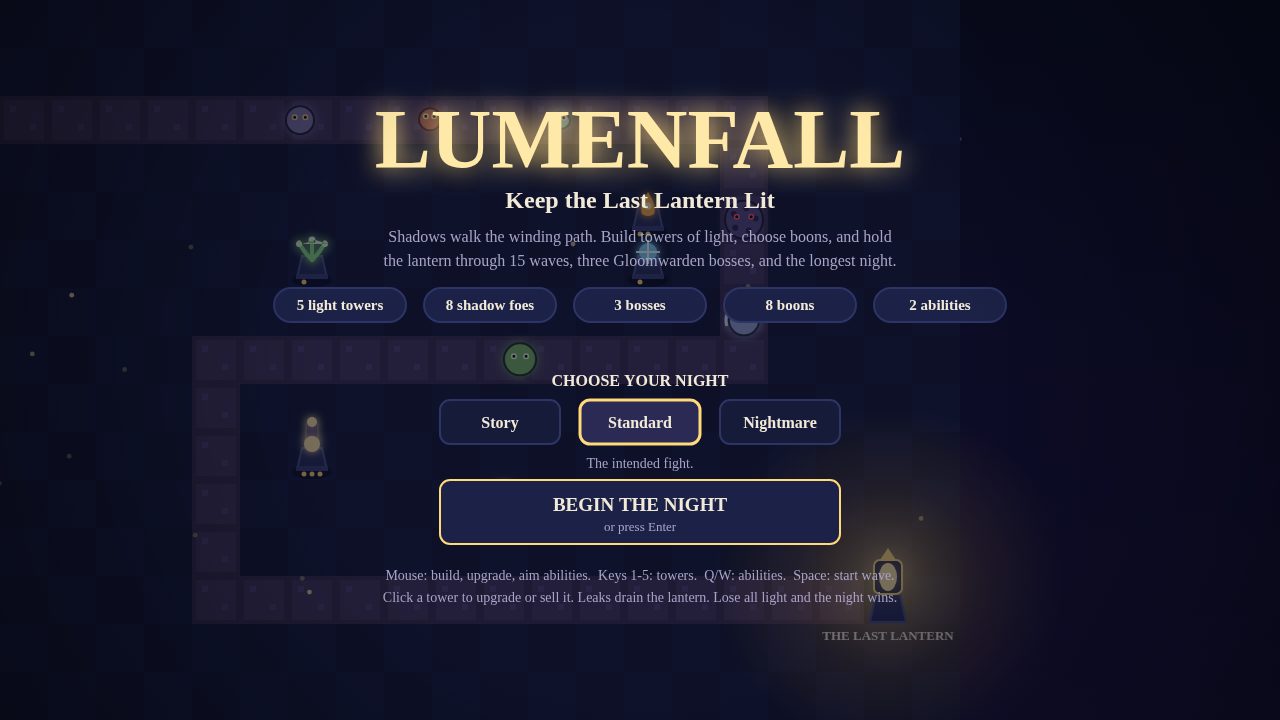 LUMENFALL
Keep the Last Lantern Lit
Shadows walk the winding path. Build towers of light, choose boons, and hold
the lantern through 15 waves, three Gloomwarden bosses, and the longest night.
5 light towers
8 shadow foes
3 bosses
8 boons
2 abilities
CHOOSE YOUR NIGHT
Story
Standard
Nightmare
The intended fight.
BEGIN THE NIGHT
or press Enter
Mouse: build, upgrade, aim abilities.  Keys 1-5: towers.  Q/W: abilities.  Space: start wave.
Click a tower to upgrade or sell it. Leaks drain the lantern. Lose all light and the night wins.
THE LAST LANTERN